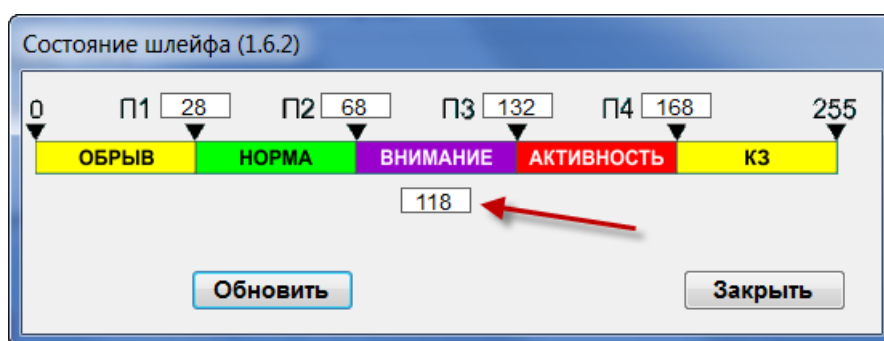 Состояние шлейфа (1.6.2)
0 П1 28 П2 68 П3 132 П4 168 255
ОБРЫВ НОРМА ВНИМАНИЕ АКТИВНОСТЬ КЗ
118
Обновить Закрыть